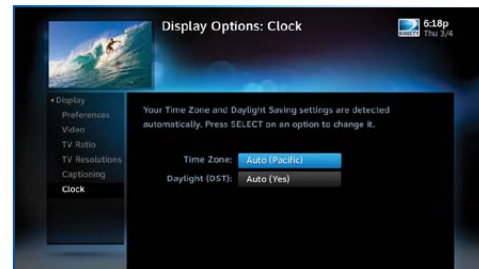 Display Options: Clock
DIRECTV
6:18p
Thu 3/4
Display
Preferences
Video
TV Ratio
TV Resolutions
Captioning
Clock
Your Time Zone and Daylight Saving settings are detected
automatically. Press SELECT on an option to change it.
Time Zone: Auto (Pacific)
Daylight (DST): Auto (Yes)